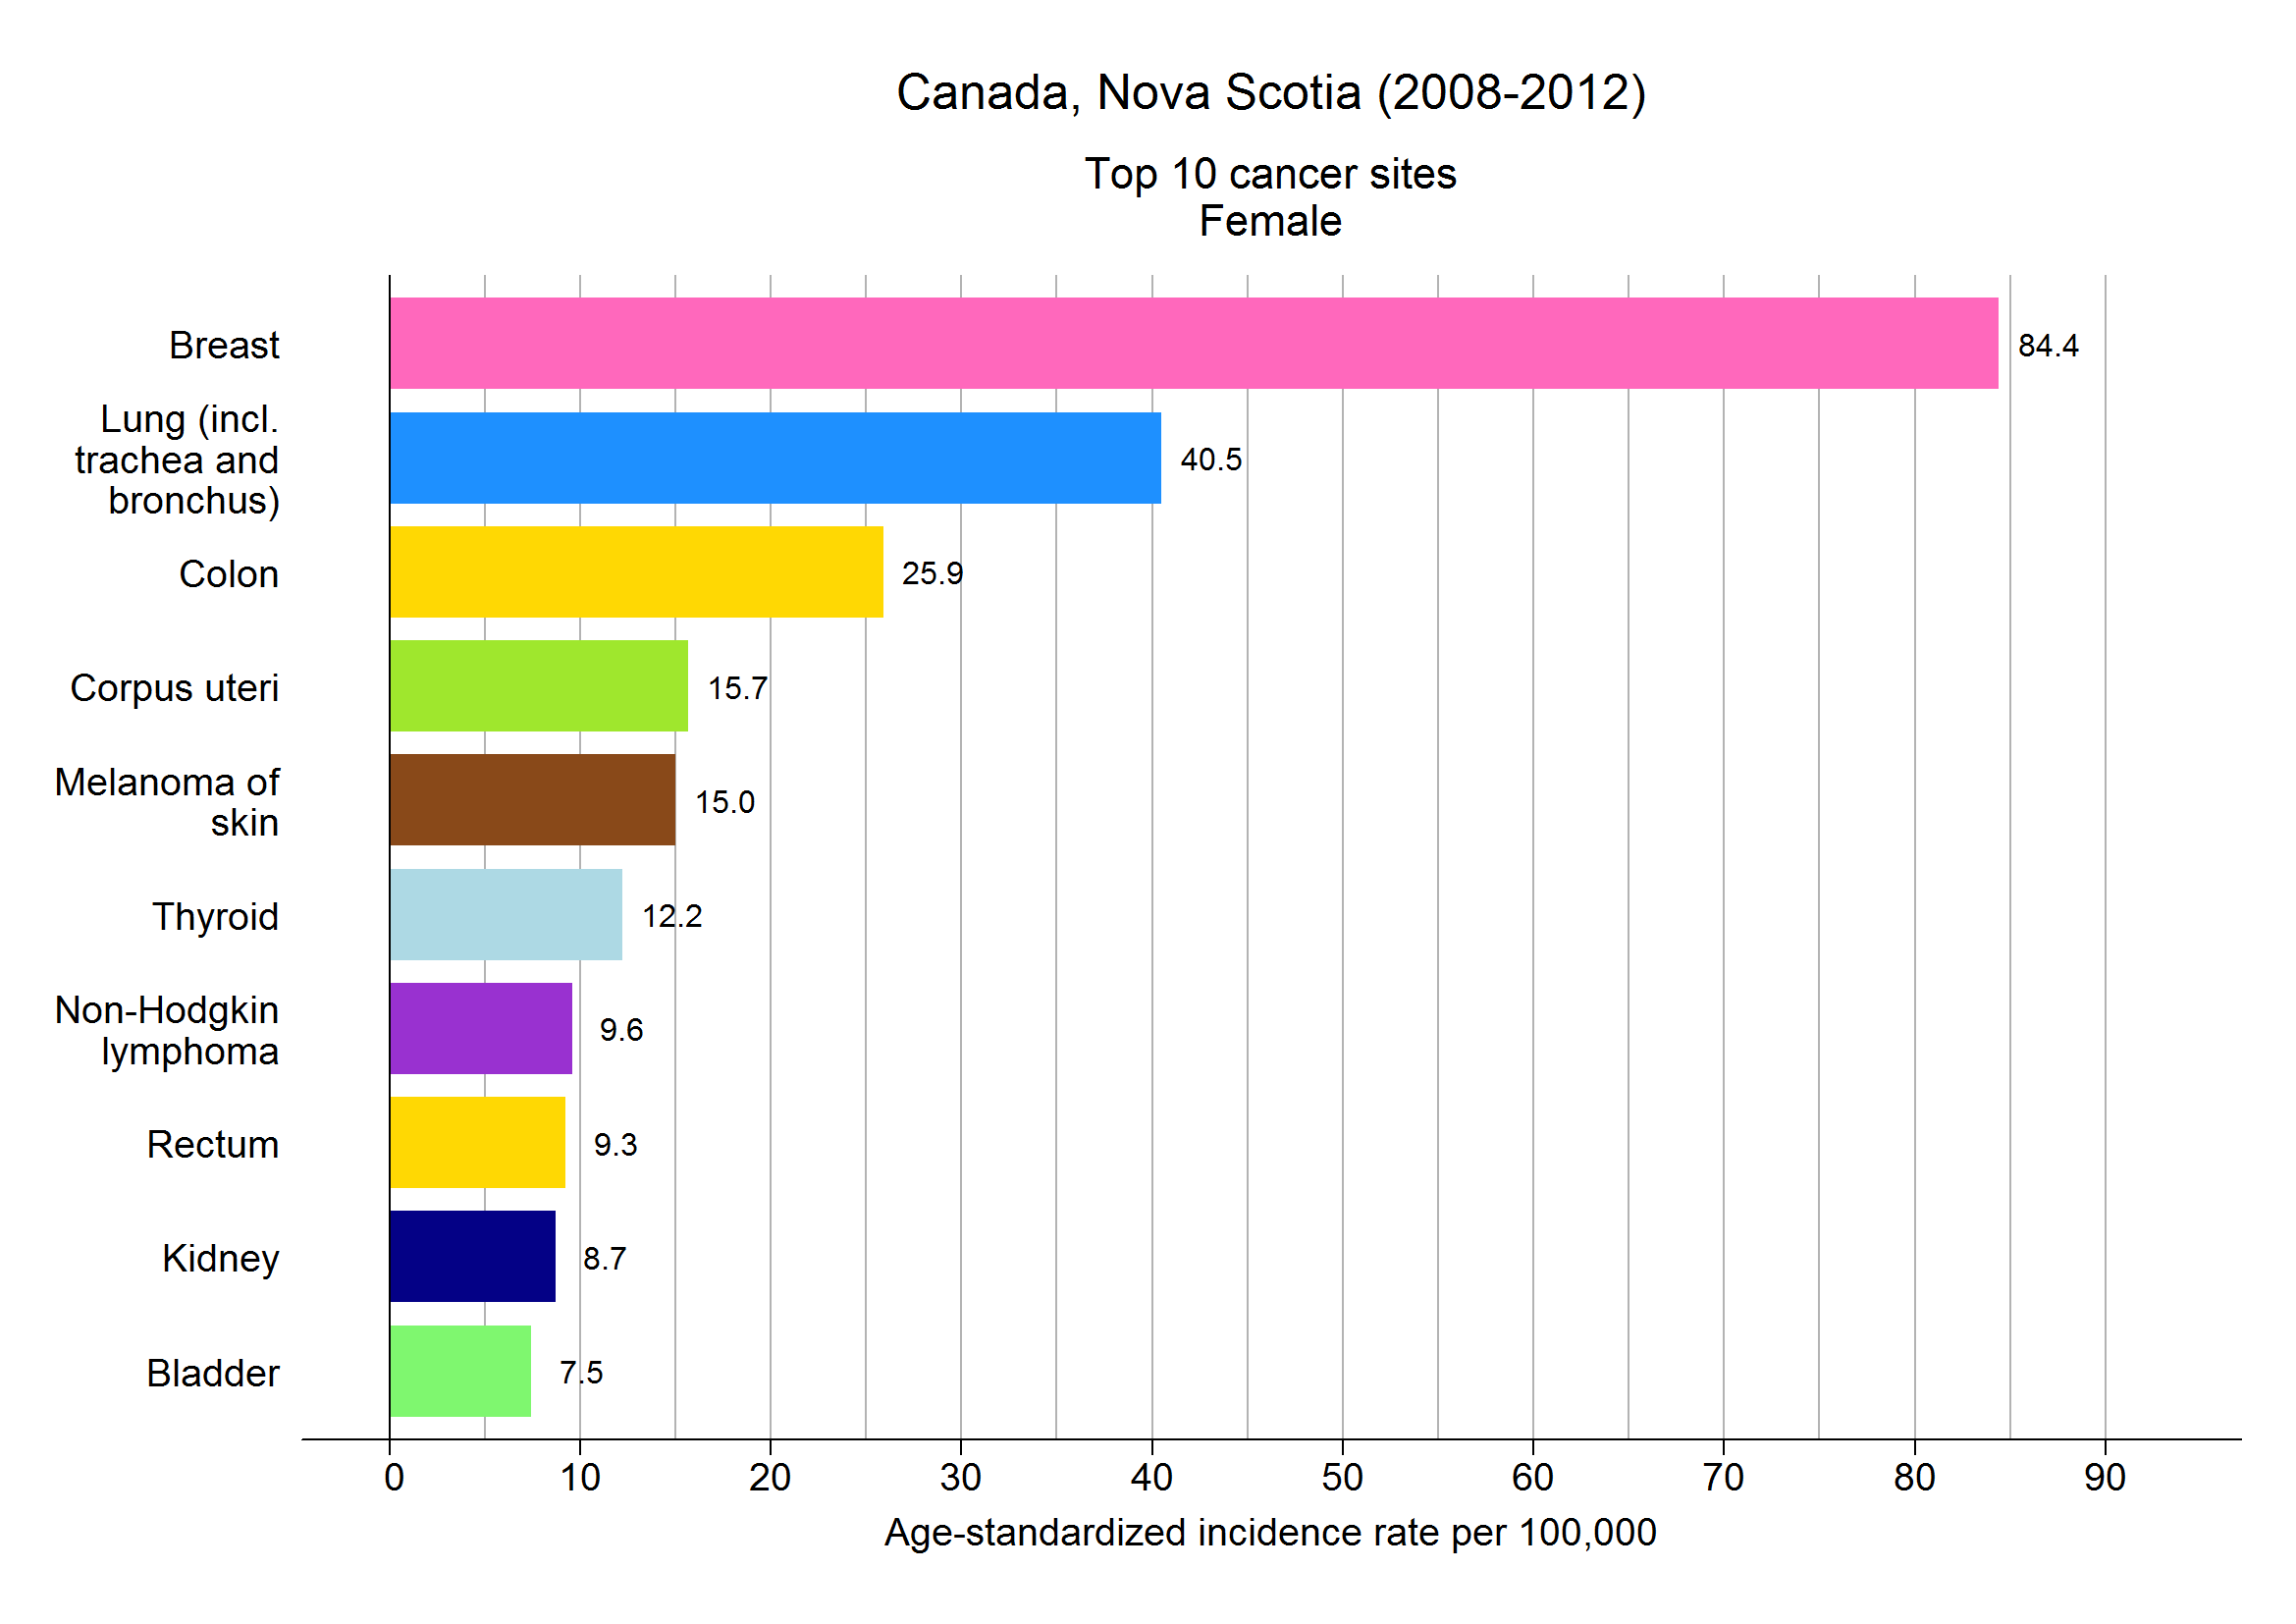 Canada, Nova Scotia (2008-2012)
Top 10 cancer sites
Female
Breast
84.4
Lung (incl.
trachea and
bronchus)
40.5
Colon
25.9
Corpus uteri
15.7
Melanoma of
skin
15.0
Thyroid
12.2
Non-Hodgkin
lymphoma
9.6
Rectum
9.3
Kidney
8.7
Bladder
7.5
0 10 20 30 40 50 60 70 80 90
Age-standardized incidence rate per 100,000